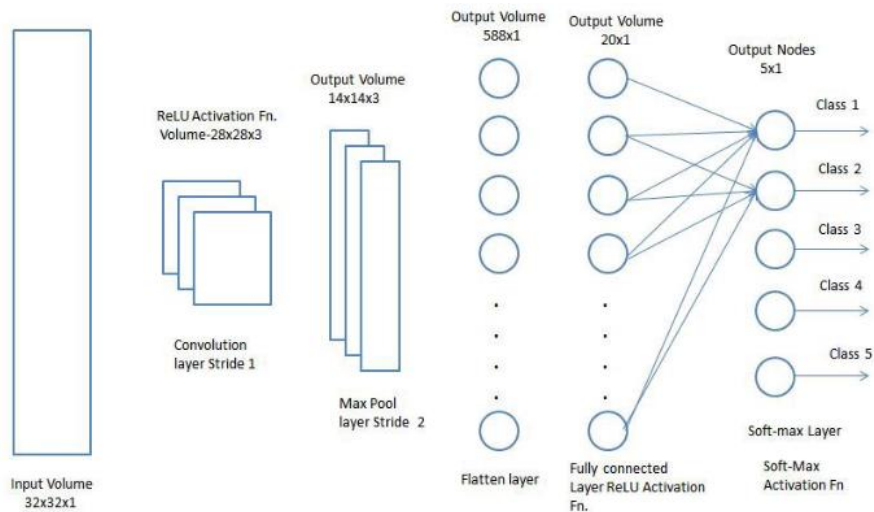 Input Volume
32x32x1
ReLU Activation Fn.
Volume-28x28x3
Convolution
layer Stride 1
Output Volume
14x14x3
Max Pool
layer Stride 2
Output Volume
588x1
Flatten layer
Output Volume
20x1
Fully connected
Layer ReLU Activation
Fn.
Output Nodes
5x1
Class 1
Class 2
Class 3
Class 4
Class 5
Soft-max Layer
Soft-Max
Activation Fn